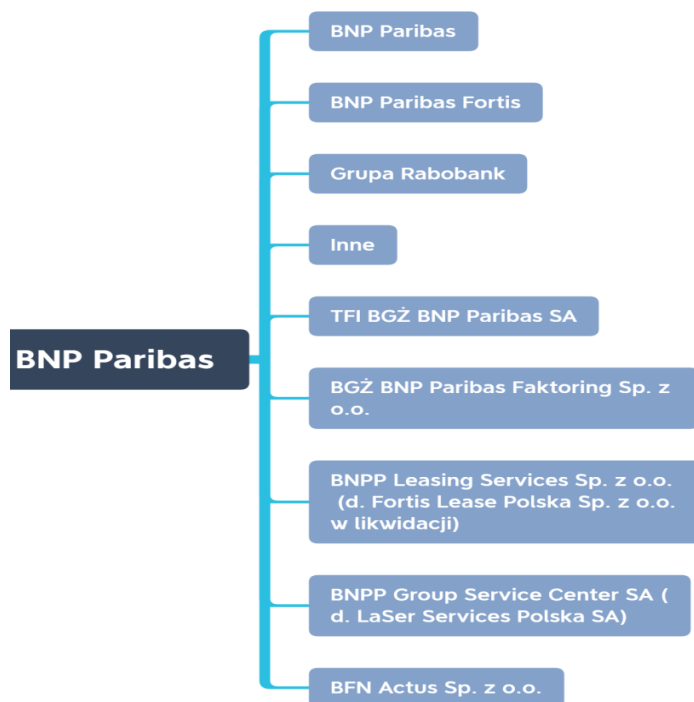 BNP Paribas
BNP Paribas Fortis
Grupa Rabobank
Inne
TFI BGŻ BNP Paribas SA
BNP Paribas
BGŻ BNP Paribas Faktoring Sp. z
o.o.
BNPP Leasing Services Sp. z o.o.
(d. Fortis Lease Polska Sp. z o.o.
w likwidacji)
BNPP Group Service Center SA (
d. LaSer Services Polska SA)
BFN Actus Sp. z o.o.